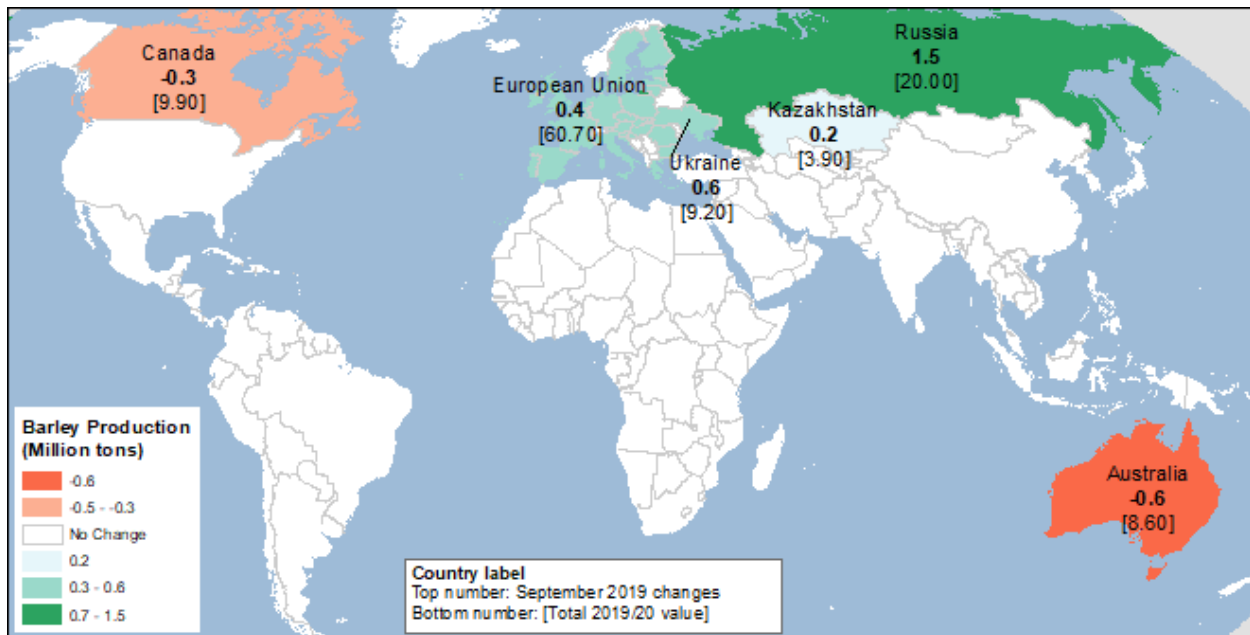 Canada
-0.3
[9.90]
European Union
0.4
[60.70]
Russia
1.5
[20.00]
Kazakhstan
0.2
[3.90]
Ukraine
0.6
[9.20]
Australia
-0.6
[8.60]
Barley Production
(Million tons)
-0.6
-0.5 - -0.3
No Change
0.2
0.3 - 0.6
0.7 - 1.5
Country label
Top number: September 2019 changes
Bottom number: [Total 2019/20 value]